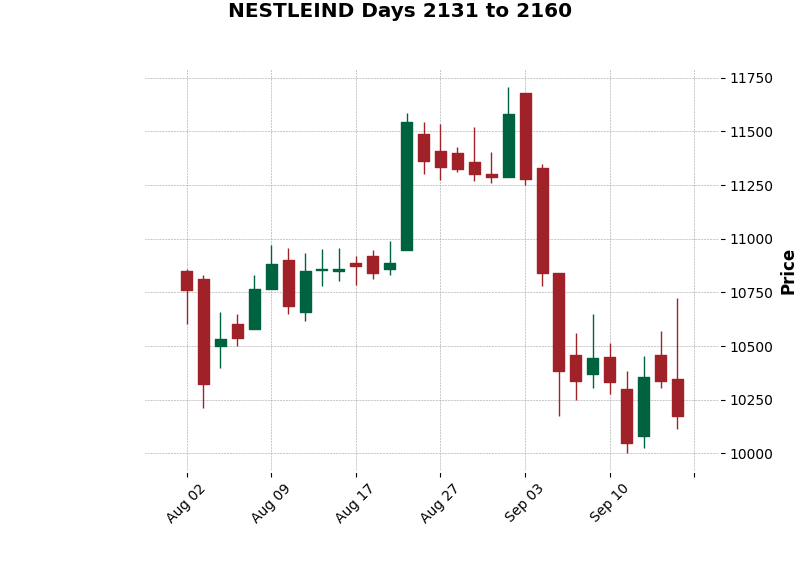 NESTLEIND Days 2131 to 2160
11750
11500
11250
11000
10750
10500
10250
10000
Price
Aug 02
Aug 09
Aug 17
Aug 27
Sep 03
Sep 10